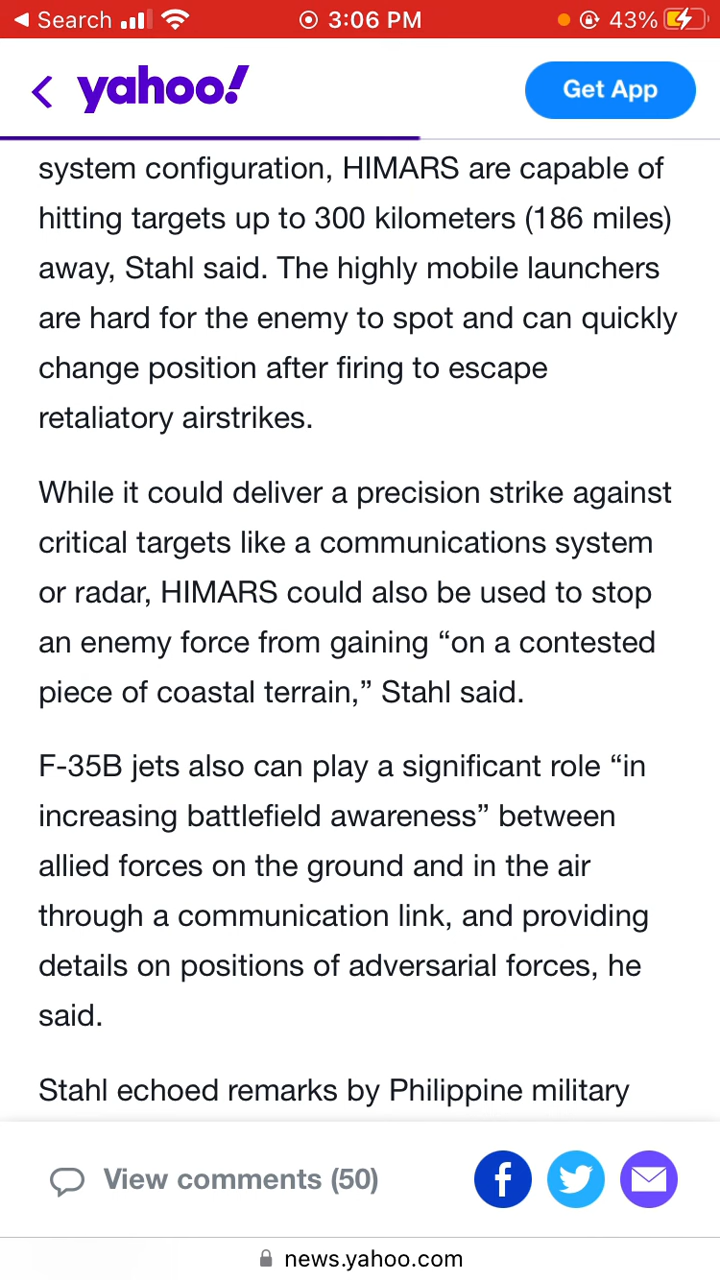 Search
3:06 PM
43%
yahoo!
Get App
system configuration, HIMARS are capable of
hitting targets up to 300 kilometers (186 miles)
away, Stahl said. The highly mobile launchers
are hard for the enemy to spot and can quickly
change position after firing to escape
retaliatory airstrikes.
While it could deliver a precision strike against
critical targets like a communications system
or radar, HIMARS could also be used to stop
an enemy force from gaining “on a contested
piece of coastal terrain,” Stahl said.
F-35B jets also can play a significant role “in
increasing battlefield awareness” between
allied forces on the ground and in the air
through a communication link, and providing
details on positions of adversarial forces, he
said.
Stahl echoed remarks by Philippine military
View comments (50)
news.yahoo.com